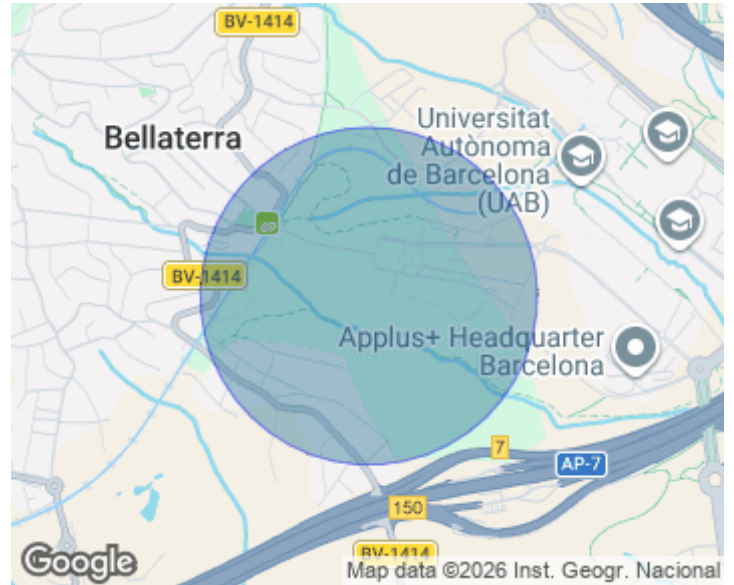 BV-1414
Bellaterra
Universitat
Autònoma
de Barcelona
(UAB)
BV-1414
Applus+ Headquarter
Barcelona
7
AP-7
150
BV-1414
Google
Map data ©2026 Inst. Geogr. Nacional